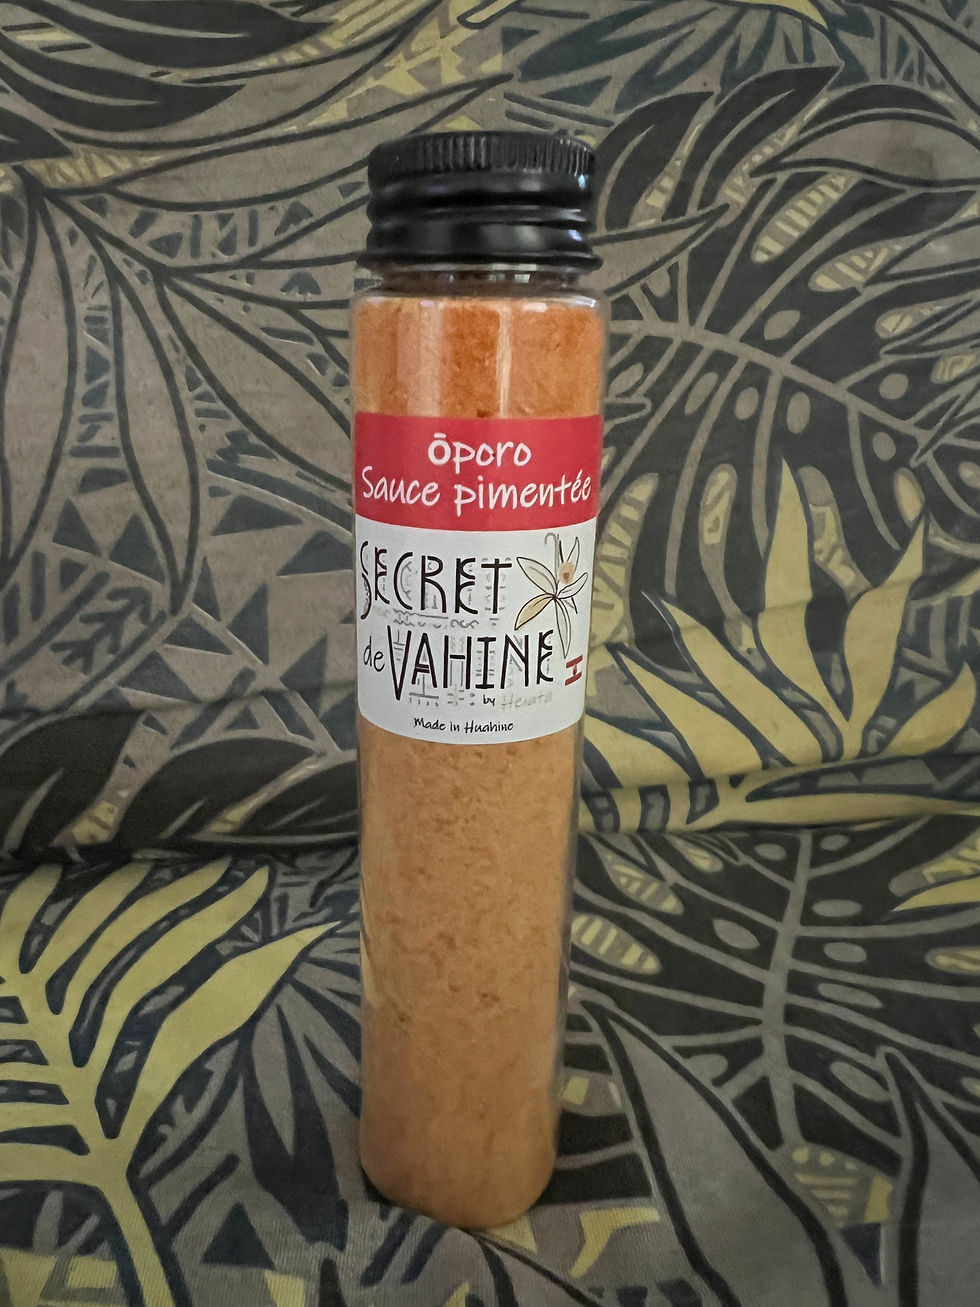 ōporo
Sauce pimentée
SECRET
de VAHINE
by Heiata
Made in Huahine